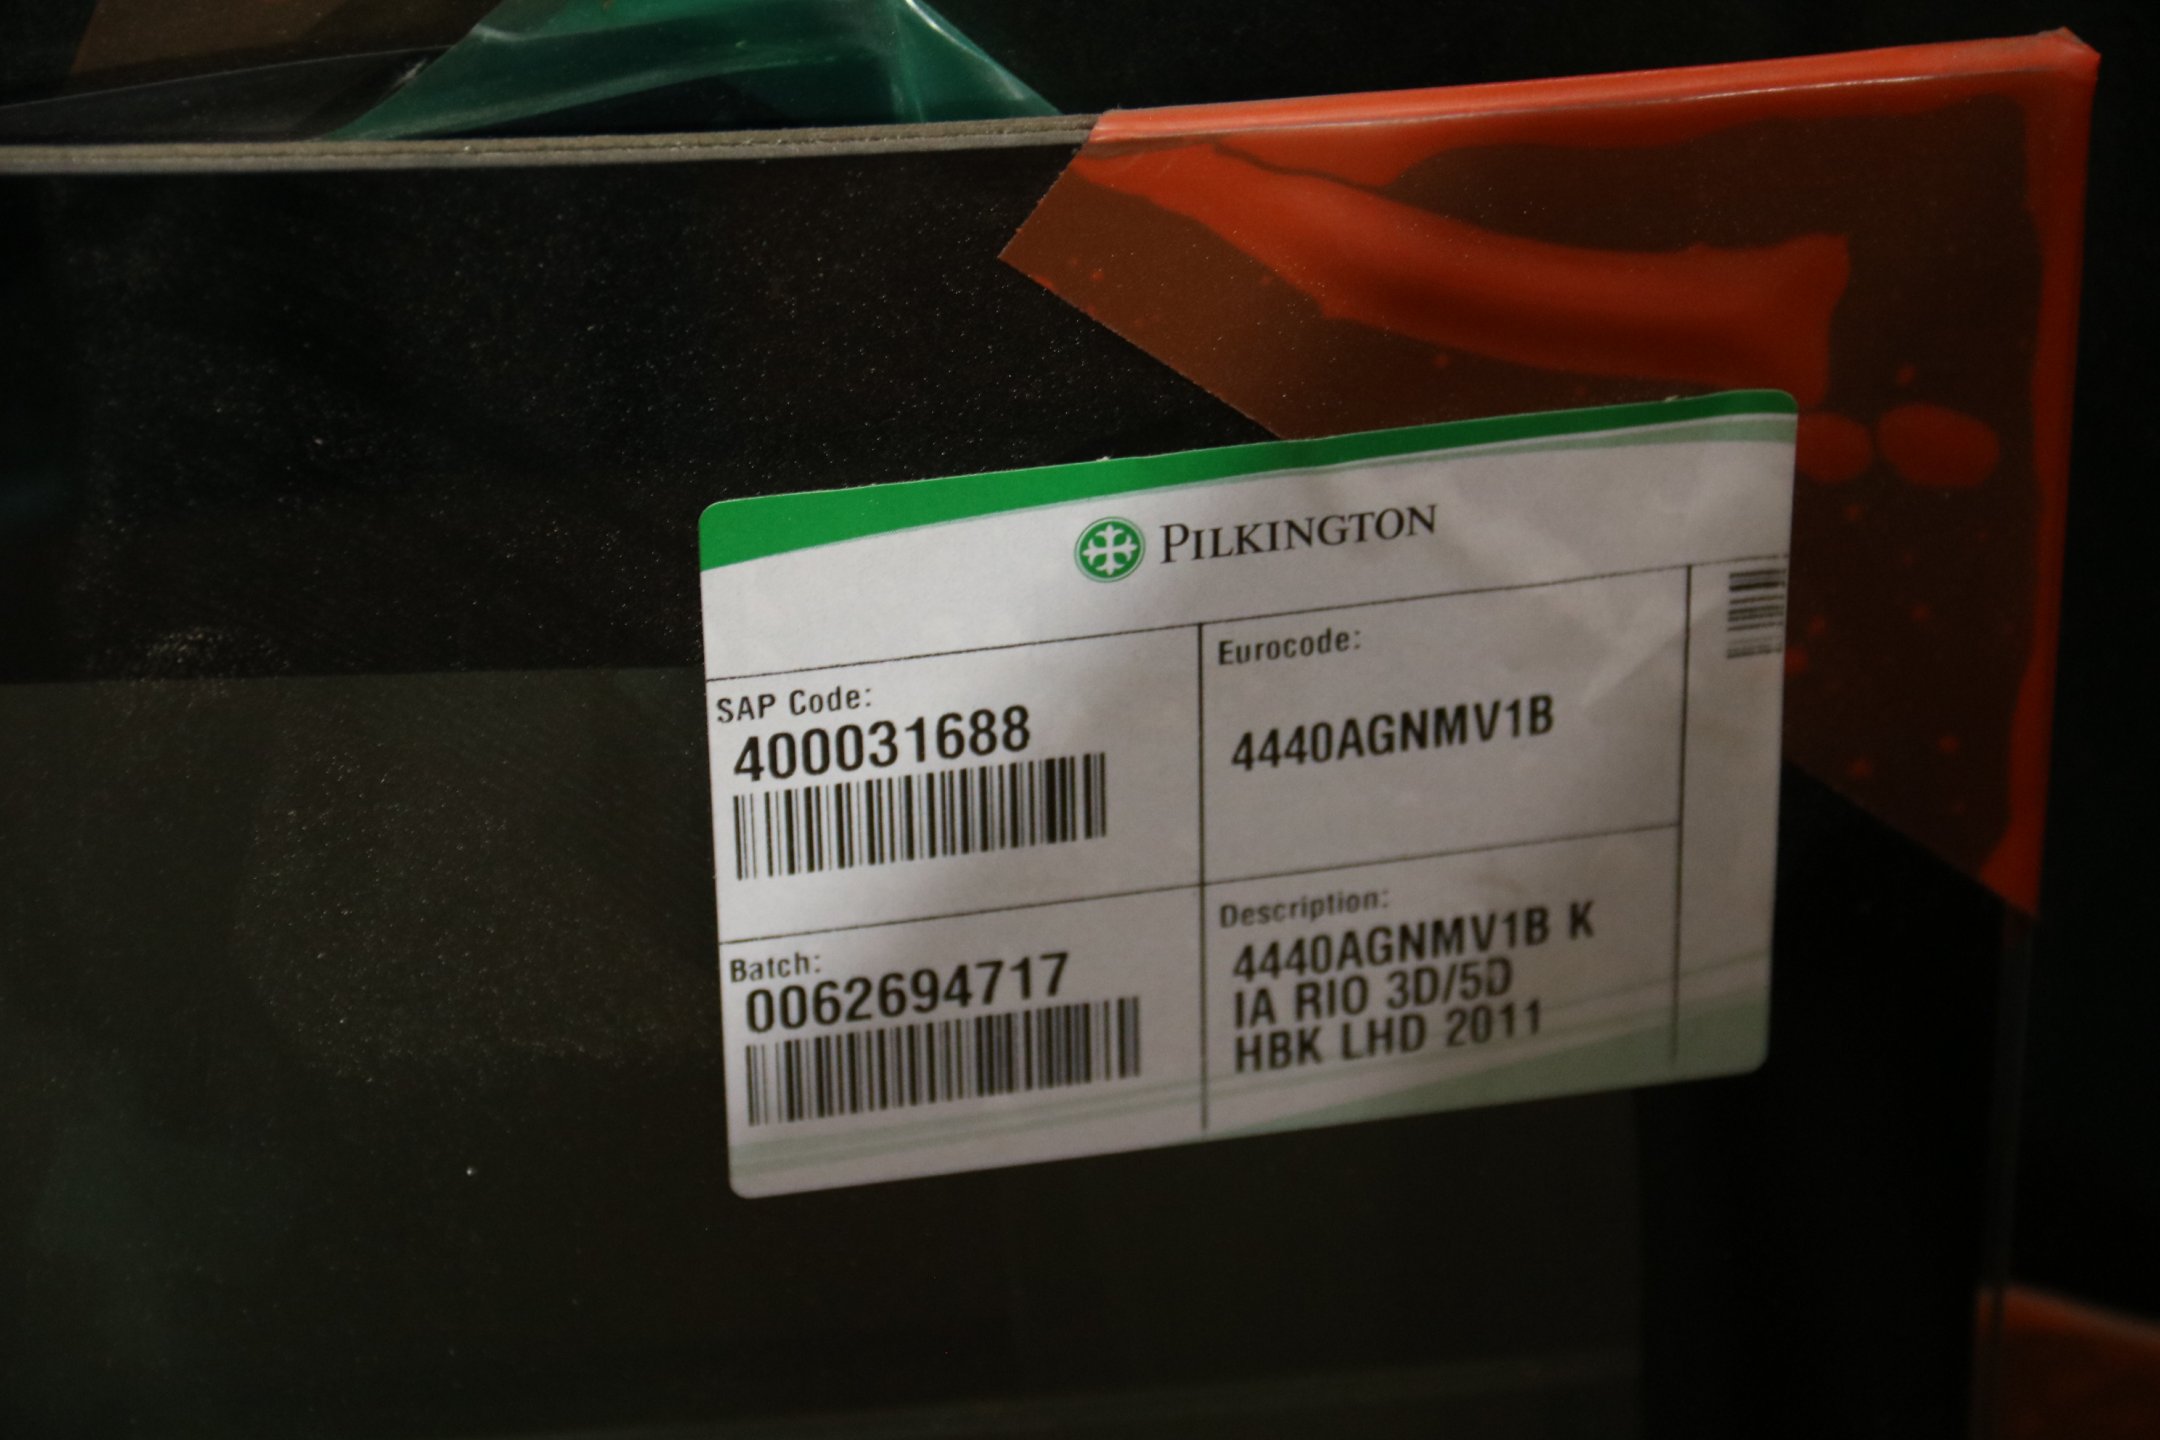 PILKINGTON
SAP Code:
400031688
Eurocode:
4440AGNMV1B
Batch:
0062694717
Description:
4440AGNMV1B K
IA RIO 3D/5D
HBK LHD 2011